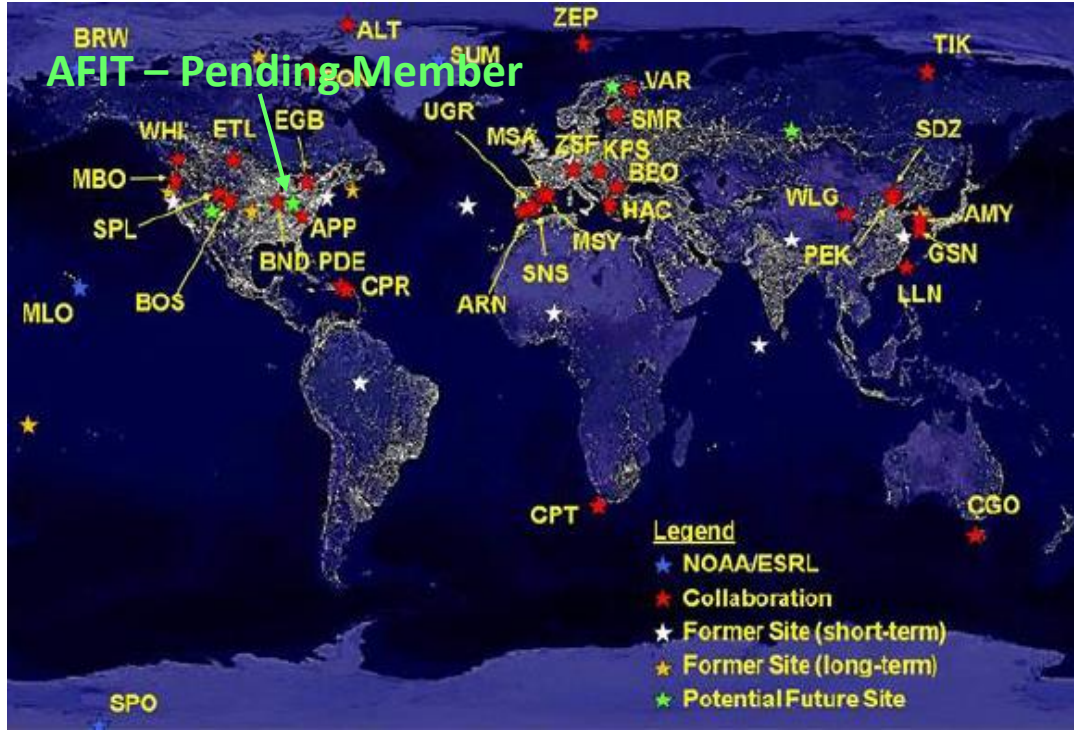 BRW
ALT
ZEP
TIK
AFIT – Pending Member
SUM
VAR
UGR
SMR
WHI
ETL
EGB
MSA
ZSF
KPS
SDZ
MBO
BEO
WLG
AMY
SPL
APP
HAC
BND
PDE
MSY
PEK
GSN
BOS
CPR
SNS
ARN
LLN
MLO
CPT
CGO
Legend
NOAA/ESRL
Collaboration
Former Site (short-term)
Former Site (long-term)
Potential Future Site
SPO